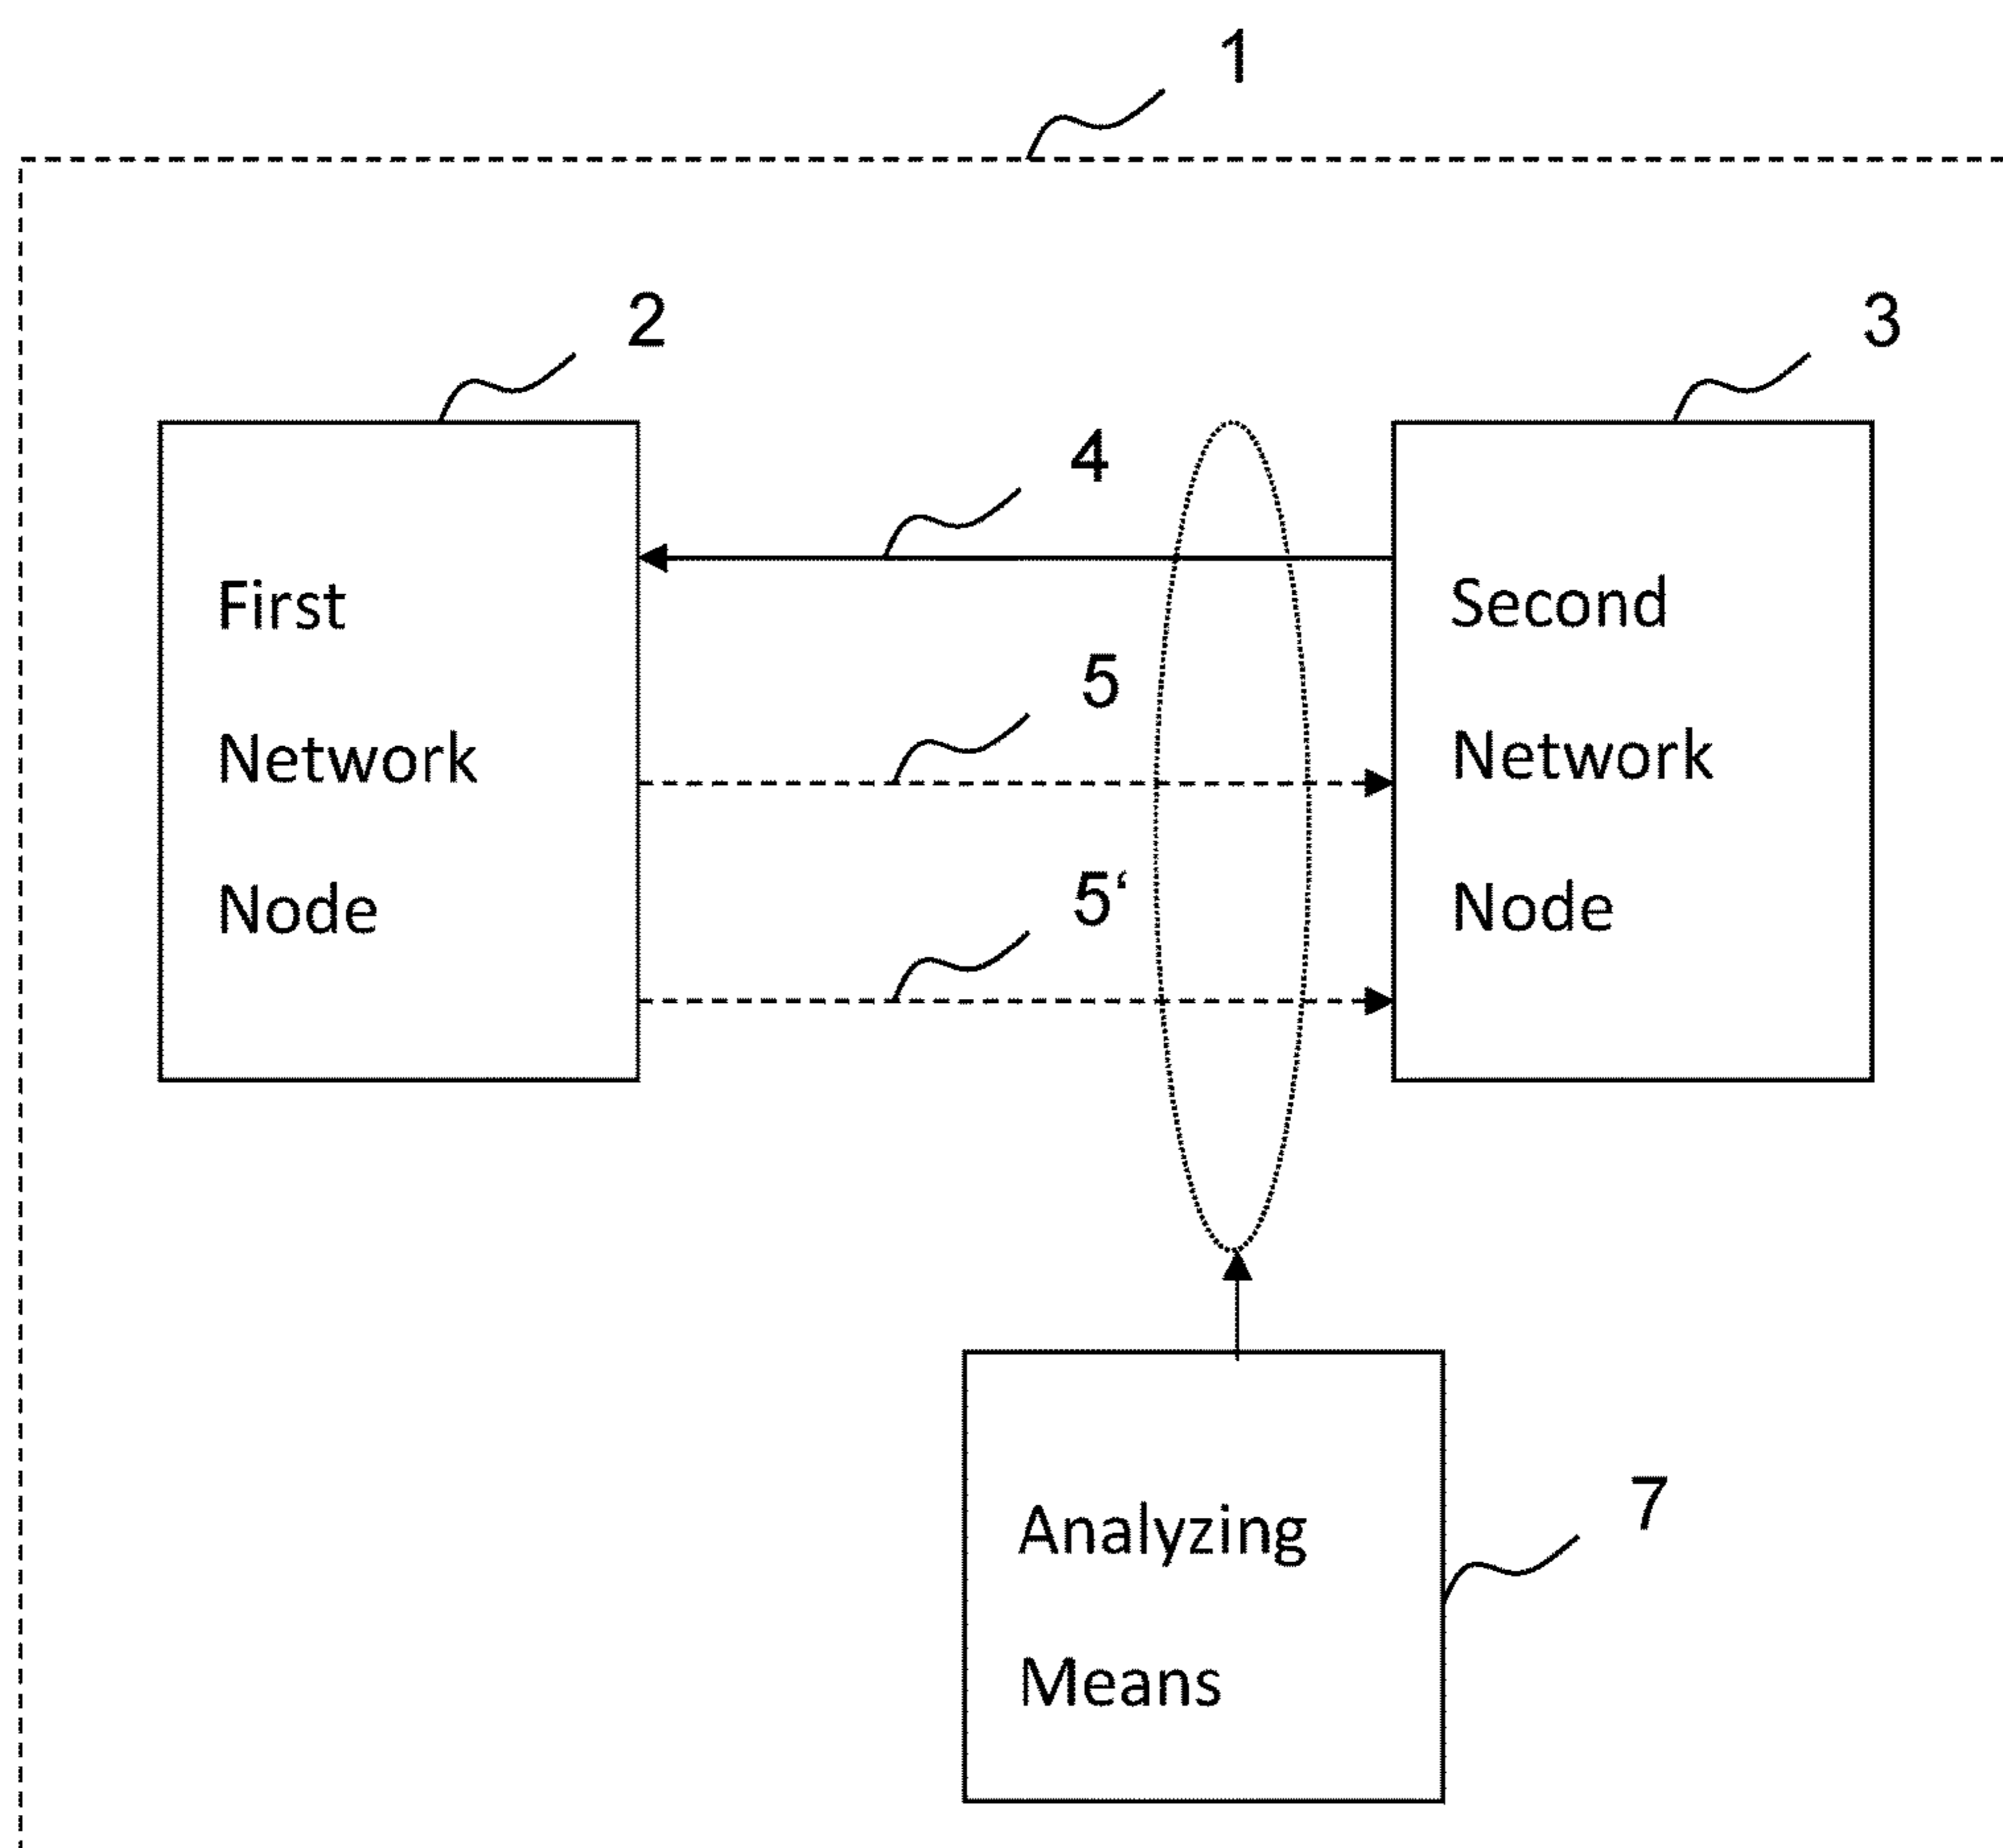 1
2
3
4
First
Network
Node
Second
Network
Node
5
5‘
Analyzing
Means
7